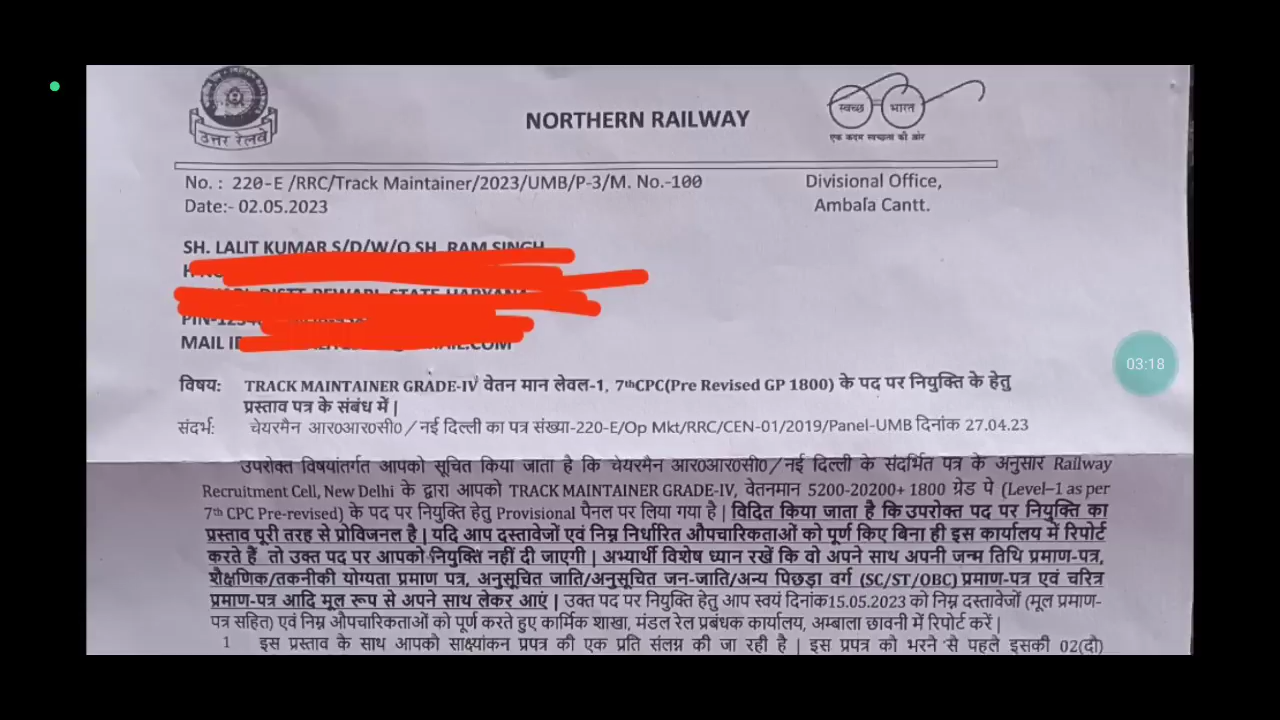 उत्तर रेलवे
NORTHERN RAILWAY
स्वच्छ भारत
एक कदम स्वच्छता की ओर
No. : 220-E /RRC/Track Maintainer/2023/UMB/P-3/M. No.-100
Divisional Office,
Date:- 02.05.2023
Ambala Cantt.
SH. LALIT KUMAR S/D/W/O SH. RAM SINGH
MAIL ID
03:18
विषय: TRACK MAINTAINER GRADE-IV वेतन मान लेवल-1, 7thCPC(Pre Revised GP 1800) के पद पर नियुक्ति के हेतु
प्रस्ताव पत्र के संबंध में |
संदर्भ: चेयरमैन आर0आर0सी0/नई दिल्ली का पत्र संख्या-220-E/Op Mkt/RRC/CEN-01/2019/Panel-UMB दिनांक 27.04.23
उपरोक्त विषयांतर्गत आपको सूचित किया जाता है कि चेयरमैन आर0आर0सी0/नई दिल्ली के संदर्भित पत्र के अनुसार Railway
Recruitment Cell, New Delhi के द्वारा आपको TRACK MAINTAINER GRADE-IV, वेतनमान 5200-20200+ 1800 ग्रेड पे (Level–1 as per
7th CPC Pre-revised) के पद पर नियुक्ति हेतु Provisional पैनल पर लिया गया है | विदित किया जाता है कि उपरोक्त पद पर नियुक्ति का
प्रस्ताव पूरी तरह से प्रोविजनल है | यदि आप दस्तावेजों एवं निम्न निर्धारित औपचारिकताओं को पूर्ण किए बिना ही इस कार्यालय में रिपोर्ट
करते हैं तो उक्त पद पर आपको नियुक्ति नहीं दी जाएगी | अभ्यार्थी विशेष ध्यान रखें कि वो अपने साथ अपनी जन्म तिथि प्रमाण-पत्र,
शैक्षणिक/तकनीकी योग्यता प्रमाण पत्र, अनुसूचित जाति/अनुसूचित जन-जाति/अन्य पिछड़ा वर्ग (SC/ST/OBC) प्रमाण-पत्र एवं चरित्र
प्रमाण-पत्र आदि मूल रूप से अपने साथ लेकर आएं | उक्त पद पर नियुक्ति हेतु आप स्वयं दिनांक15.05.2023 को निम्न दस्तावेजों (मूल प्रमाण-
पत्र सहित) एवं निम्न औपचारिकताओं को पूर्ण करते हुए कार्मिक शाखा, मंडल रेल प्रबंधक कार्यालय, अम्बाला छावनी में रिपोर्ट करें |
1 इस प्रस्ताव के साथ आपको साक्ष्यांकन प्रपत्र की एक प्रति संलग्न की जा रही है | इस प्रपत्र को भरने से पहले इसकी 02(दो)